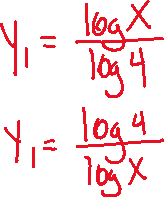 Y₁ = log X / log 4
Y₁ = log 4 / log X